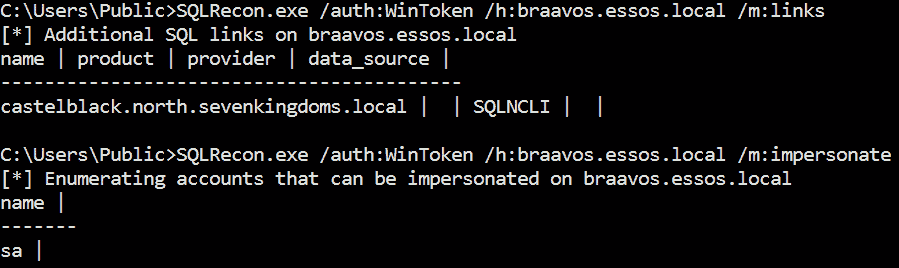 C:\Users\Public>SQLRecon.exe /auth:WinToken /h:braavos.essos.local /m:links
[*] Additional SQL links on braavos.essos.local
name | product | provider | data_source |
-------------------------------------------
castelblack.north.sevenkingdoms.local |  | SQLNCLI |  |
C:\Users\Public>SQLRecon.exe /auth:WinToken /h:braavos.essos.local /m:impersonate
[*] Enumerating accounts that can be impersonated on braavos.essos.local
name |
-------
sa |